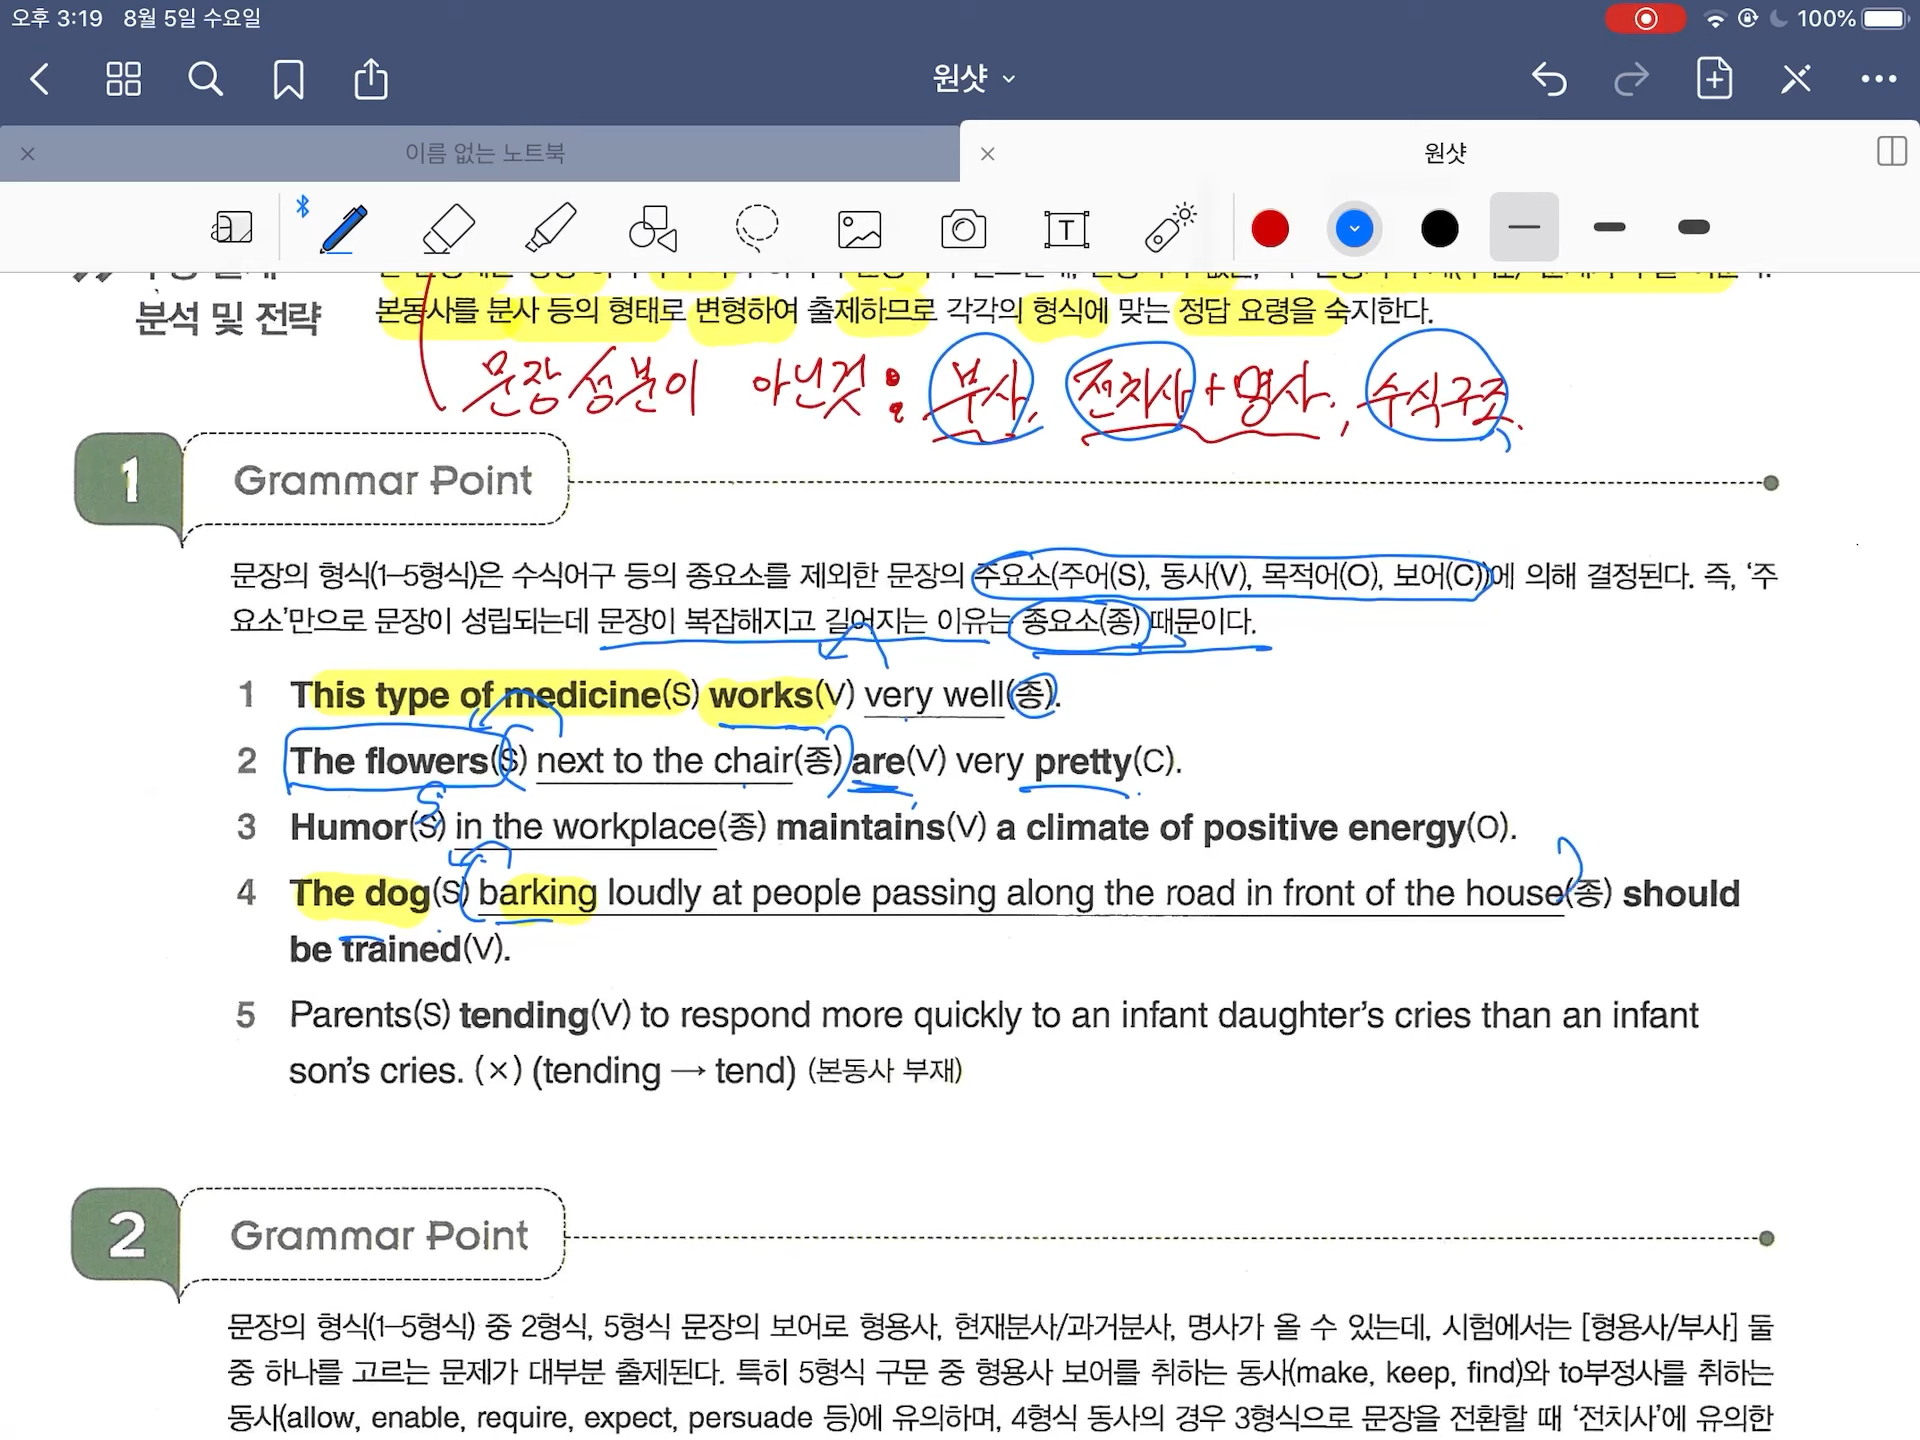 오후 3:19 8월 5일 수요일 100%
원샷
이름 없는 노트북
원샷
분석 및 전략
본동사를 분사 등의 형태로 변형하여 출제하므로 각각의 형식에 맞는 정답 요령을 숙지한다.
문장성분이 아닌것 : 부사, 전치사+명사, 수식구조.
1 Grammar Point
문장의 형식(1–5형식)은 수식어구 등의 종요소를 제외한 문장의 주요소(주어(S), 동사(V), 목적어(O), 보어(C))에 의해 결정된다. 즉, ‘주
요소’만으로 문장이 성립되는데 문장이 복잡해지고 길어지는 이유는 종요소(종) 때문이다.
1 This type of medicine(S) works(V) very well(종).
2 The flowers(S) next to the chair(종) are(V) very pretty(C).
S
3 Humor(S) in the workplace(종) maintains(V) a climate of positive energy(O).
4 The dog(S) barking loudly at people passing along the road in front of the house(종) should
be trained(V).
5 Parents(S) tending(V) to respond more quickly to an infant daughter’s cries than an infant
son’s cries. (×) (tending → tend) (본동사 부재)
2 Grammar Point
문장의 형식(1–5형식) 중 2형식, 5형식 문장의 보어로 형용사, 현재분사/과거분사, 명사가 올 수 있는데, 시험에서는 [형용사/부사] 둘
중 하나를 고르는 문제가 대부분 출제된다. 특히 5형식 구문 중 형용사 보어를 취하는 동사(make, keep, find)와 to부정사를 취하는
동사(allow, enable, require, expect, persuade 등)에 유의하며, 4형식 동사의 경우 3형식으로 문장을 전환할 때 ‘전치사’에 유의한